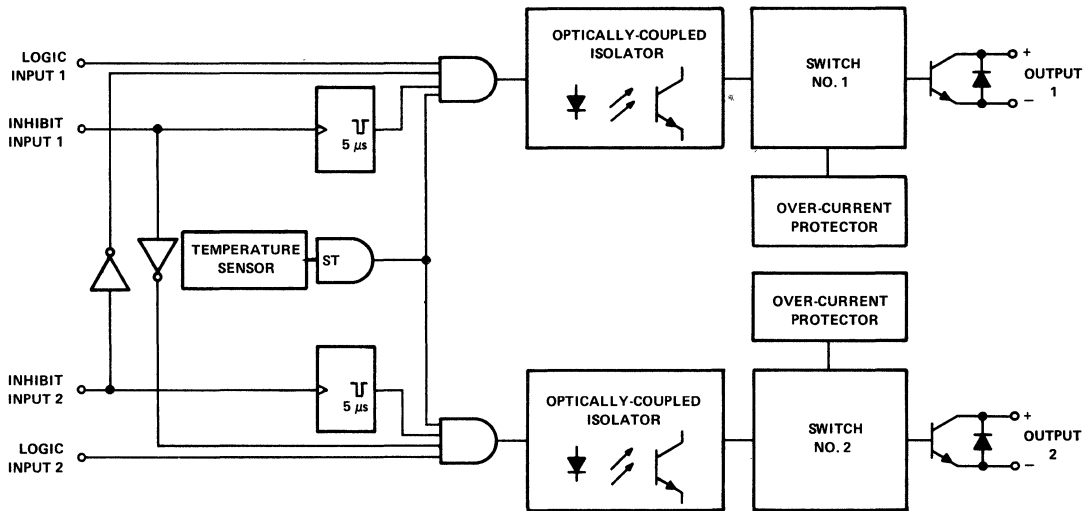 LOGIC
INPUT 1
INHIBIT
INPUT 1
5 μs
OPTICALLY-COUPLED
ISOLATOR
SWITCH
NO. 1
+
OUTPUT
1
–
OVER-CURRENT
PROTECTOR
TEMPERATURE
SENSOR
ST
OVER-CURRENT
PROTECTOR
INHIBIT
INPUT 2
5 μs
LOGIC
INPUT 2
OPTICALLY-COUPLED
ISOLATOR
SWITCH
NO. 2
+
OUTPUT
2
–